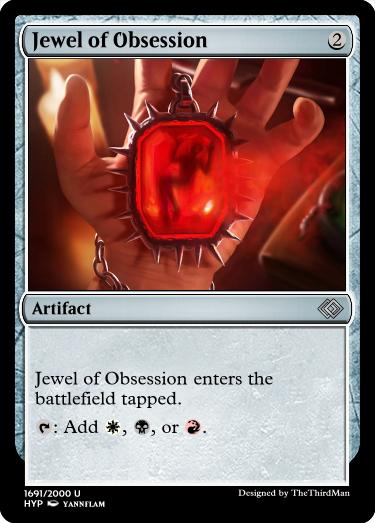 Jewel of Obsession 2
Artifact
Jewel of Obsession enters the
battlefield tapped.
: Add , , or .
1691/2000 U
HYP YANNFLAM
Designed by TheThirdMan